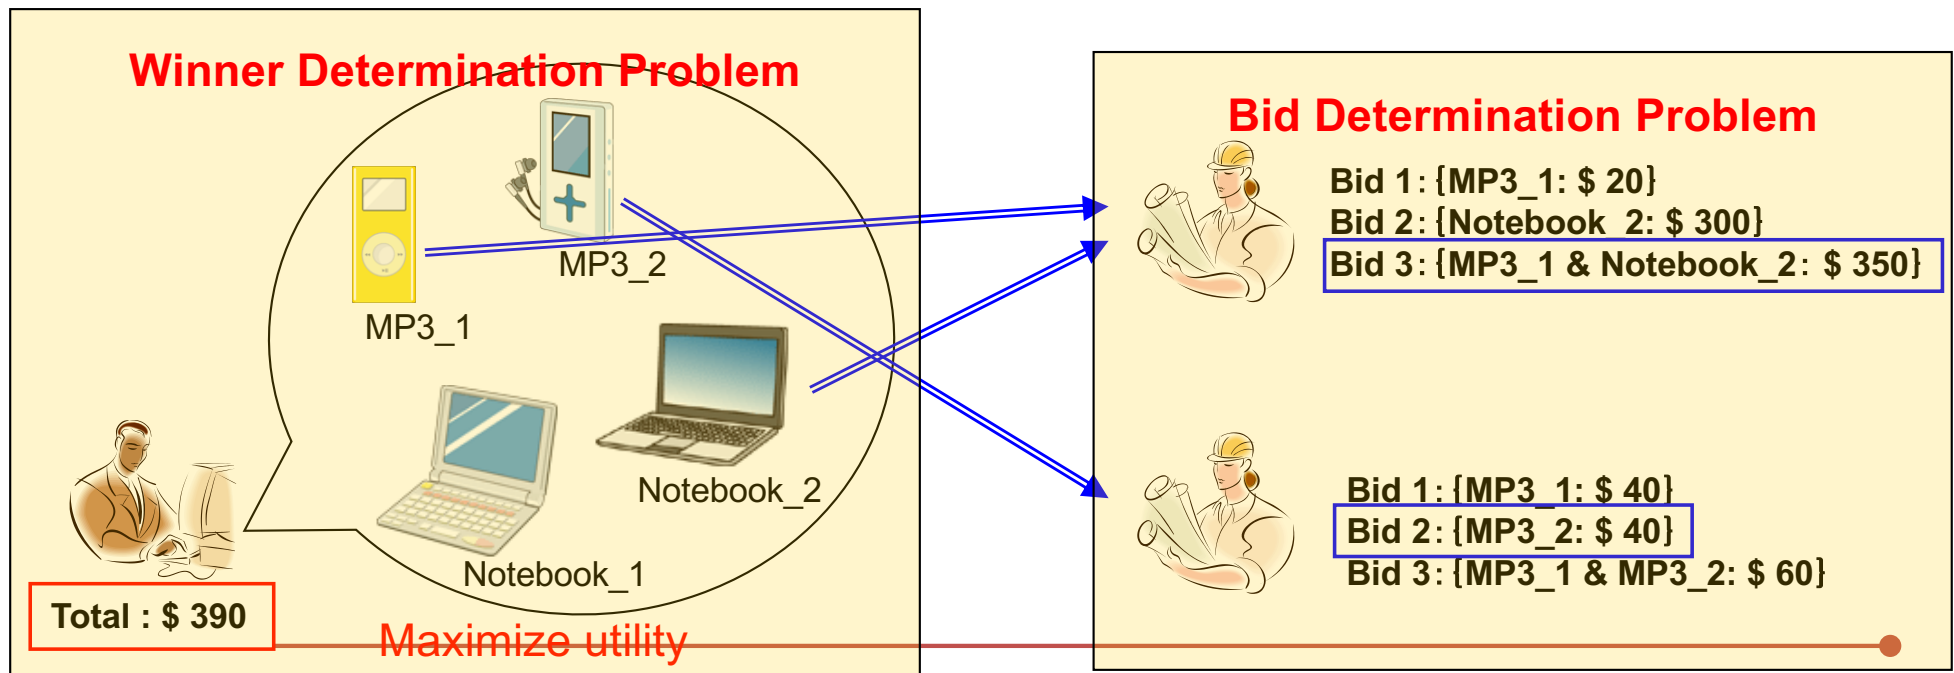 Winner Determination Problem
MP3_2
MP3_1
Notebook_2
Notebook_1
Total : $ 390
Maximize utility
Bid Determination Problem
Bid 1: {MP3_1: $ 20}
Bid 2: {Notebook_2: $ 300}
Bid 3: {MP3_1 & Notebook_2: $ 350}
Bid 1: {MP3_1: $ 40}
Bid 2: {MP3_2: $ 40}
Bid 3: {MP3_1 & MP3_2: $ 60}